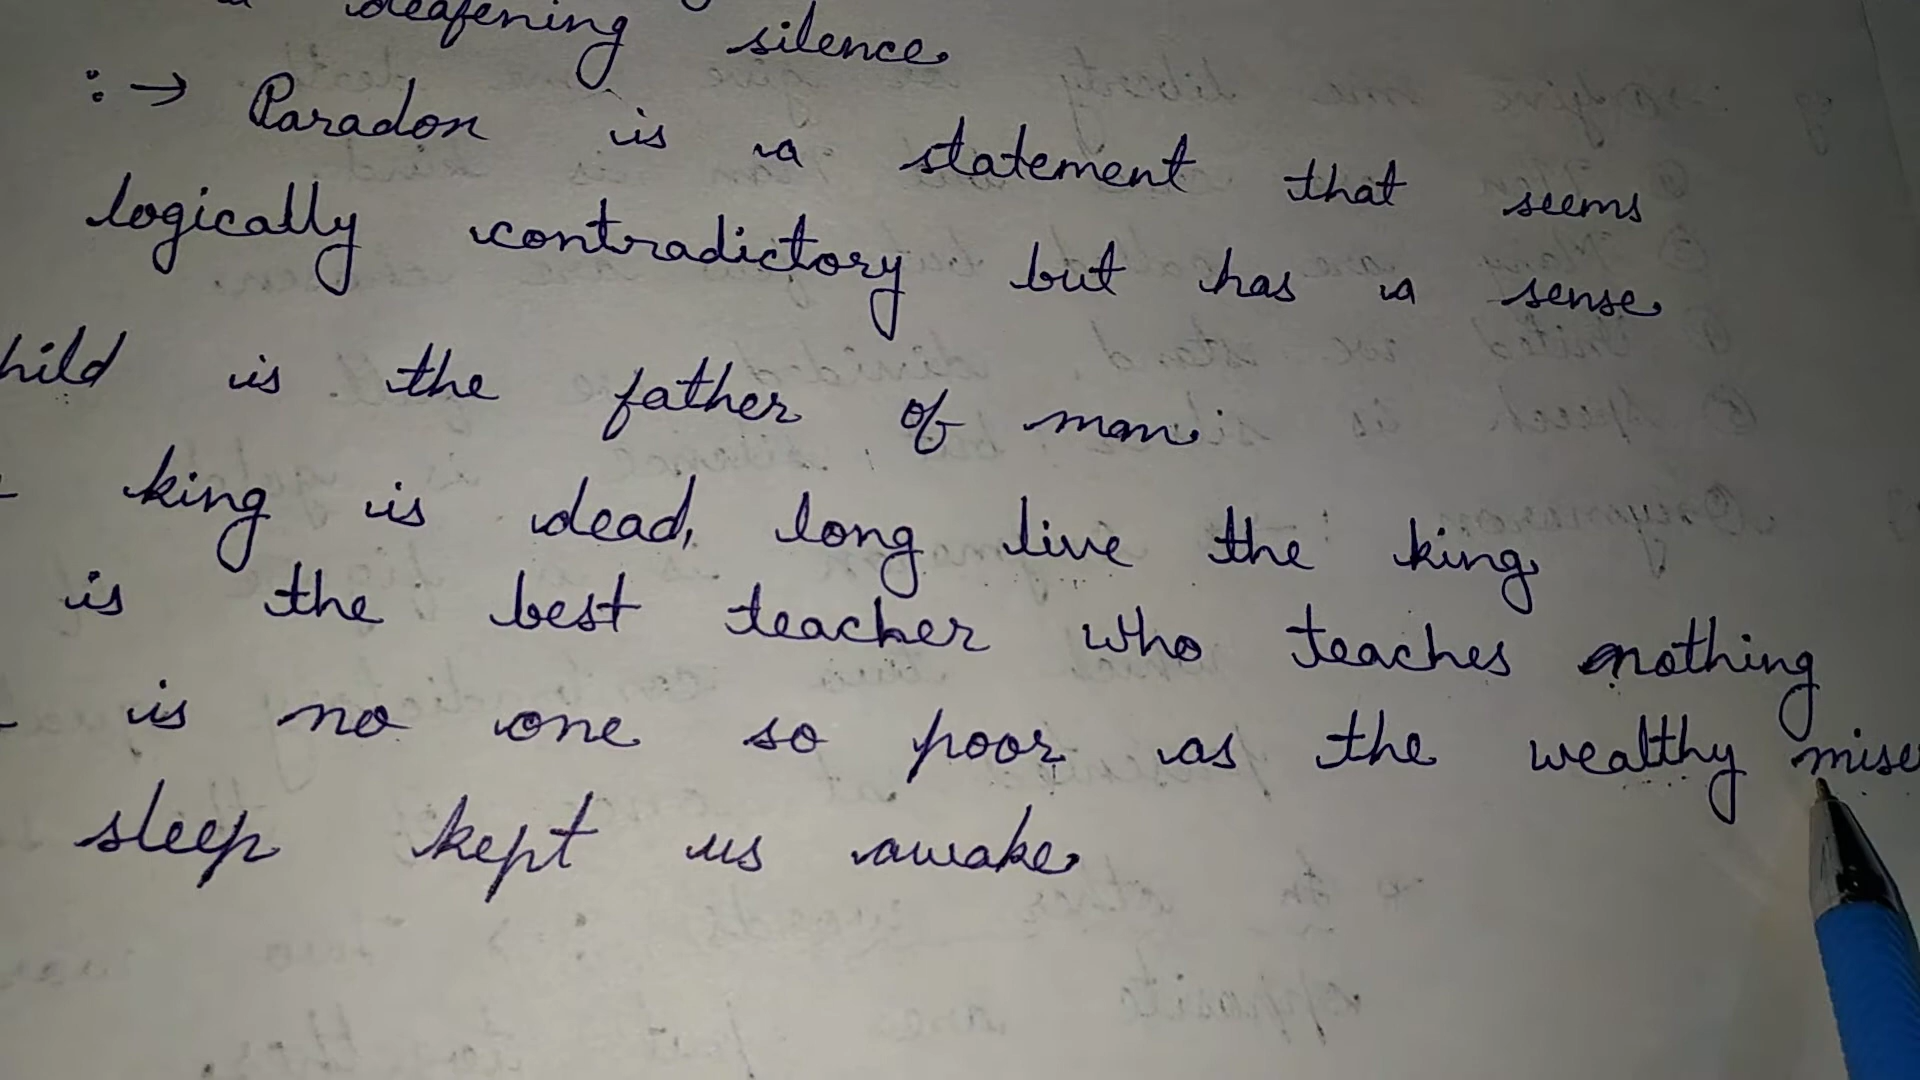 deafening silence.
:→ Paradox is a statement that seems
logically contradictory but has a sense.
hild is the father of man.
king is dead, long live the king.
is the best teacher who teaches nothing
is no one so poor as the wealthy mise
sleep kept us awake.